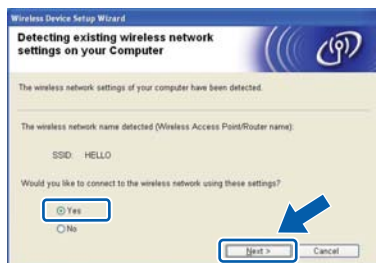 Wireless Device Setup Wizard
Detecting existing wireless network
settings on your Computer
The wireless network settings of your computer have been detected.
The wireless network name detected (Wireless Access Point/Router name):
SSID: HELLO
Would you like to connect to the wireless network using these settings?
Yes
No
Next >
Cancel